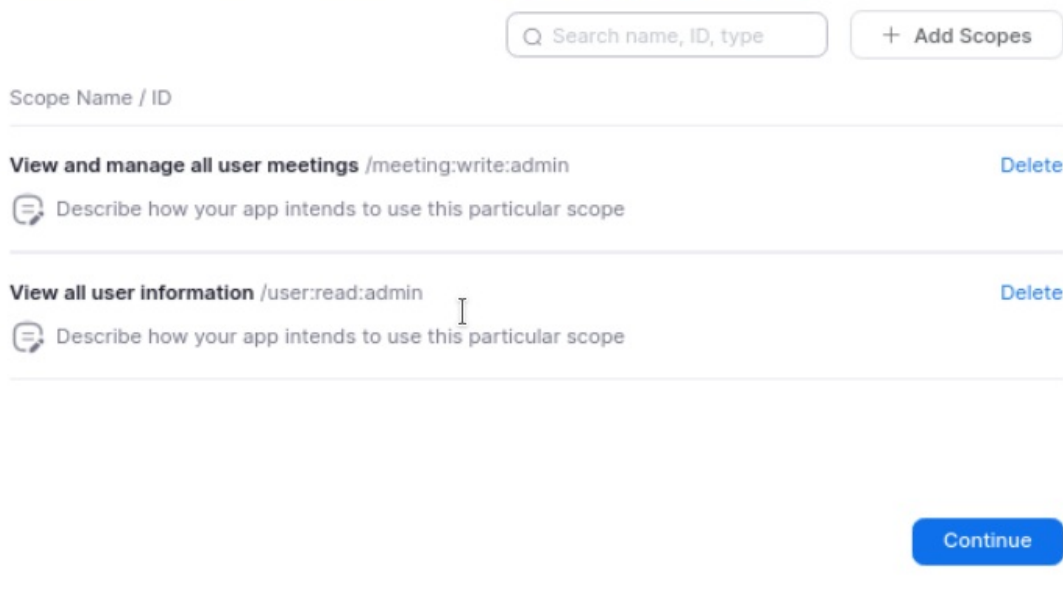 Search name, ID, type
+ Add Scopes
Scope Name / ID
View and manage all user meetings /meeting:write:admin
Delete
Describe how your app intends to use this particular scope
View all user information /user:read:admin
Delete
Describe how your app intends to use this particular scope
Continue